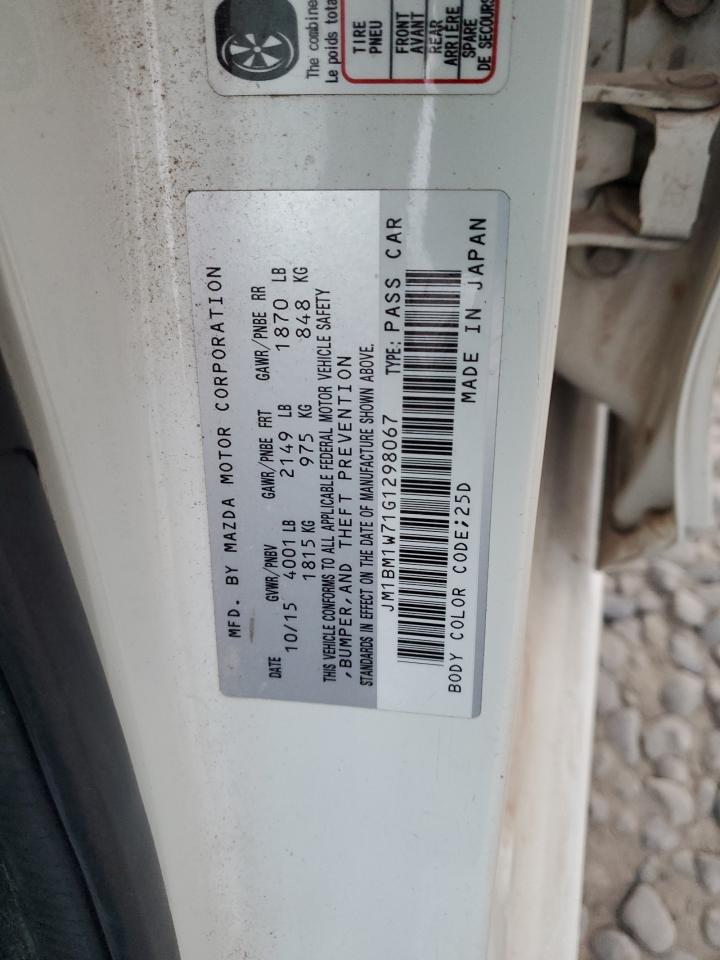 MFD. BY MAZDA MOTOR CORPORATION
DATE GVWR/PNBV GAWR/PNBE FRT GAWR/PNBE RR
10/15 4001 LB 2149 LB 1870 LB
1815 KG 975 KG 848 KG
THIS VEHICLE CONFORMS TO ALL APPLICABLE FEDERAL MOTOR VEHICLE SAFETY
,BUMPER, AND THEFT PREVENTION
STANDARDS IN EFFECT ON THE DATE OF MANUFACTURE SHOWN ABOVE.
JM1BM1W71G1298067 TYPE: PASS CAR
BODY COLOR CODE;25D MADE IN JAPAN
The combine
Le poids tota
TIRE
PNEU
FRONT
AVANT
REAR
ARRIÈRE
SPARE
DE SECOURS